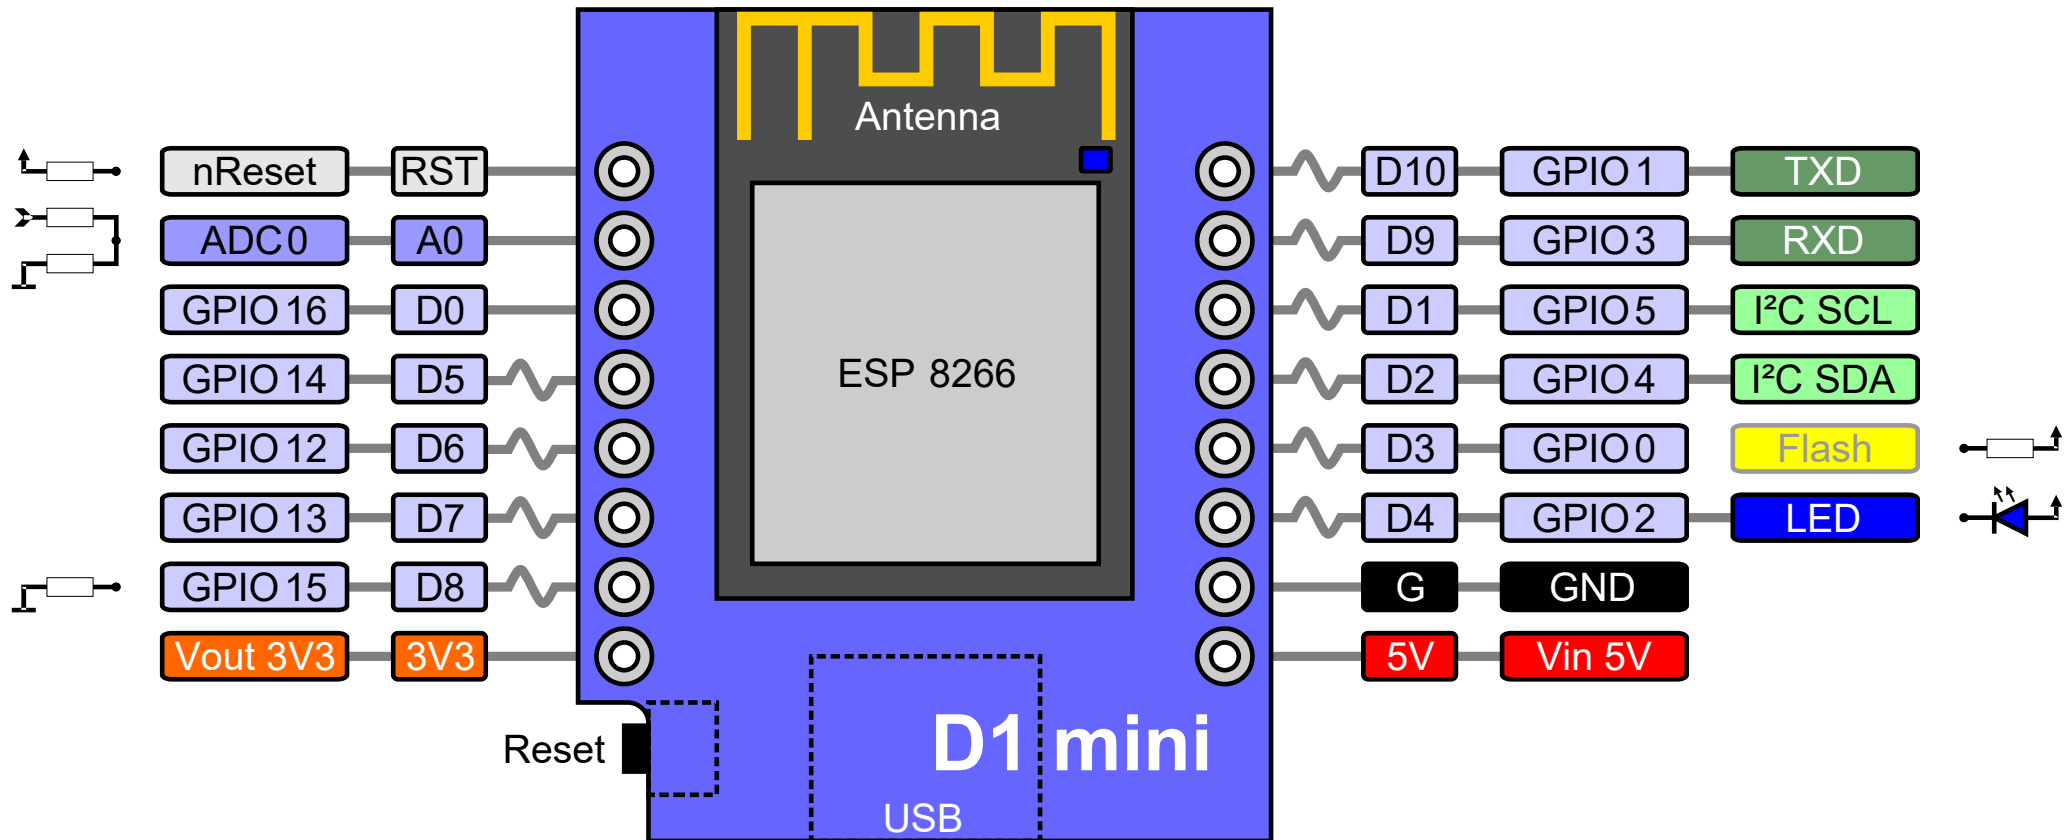 Antenna
nReset RST D10 GPIO1 TXD
ADC0 A0 D9 GPIO3 RXD
GPIO16 D0 D1 GPIO5 I²C SCL
GPIO14 D5 ESP 8266 D2 GPIO4 I²C SDA
GPIO12 D6 D3 GPIO0 Flash
GPIO13 D7 D4 GPIO2 LED
GPIO15 D8 G GND
Vout 3V3 3V3 5V Vin 5V
Reset D1 mini
USB